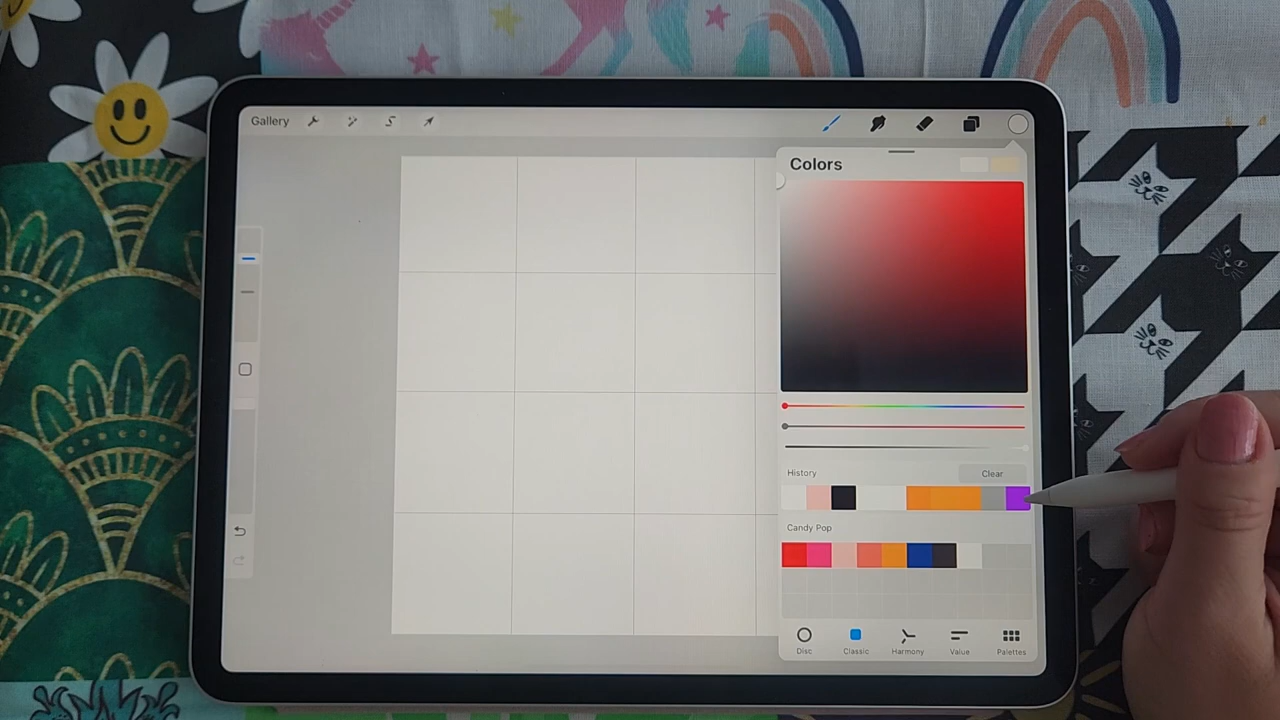 Gallery
Colors
History
Clear
Candy Pop
Disc
Classic
Harmony
Value
Palettes